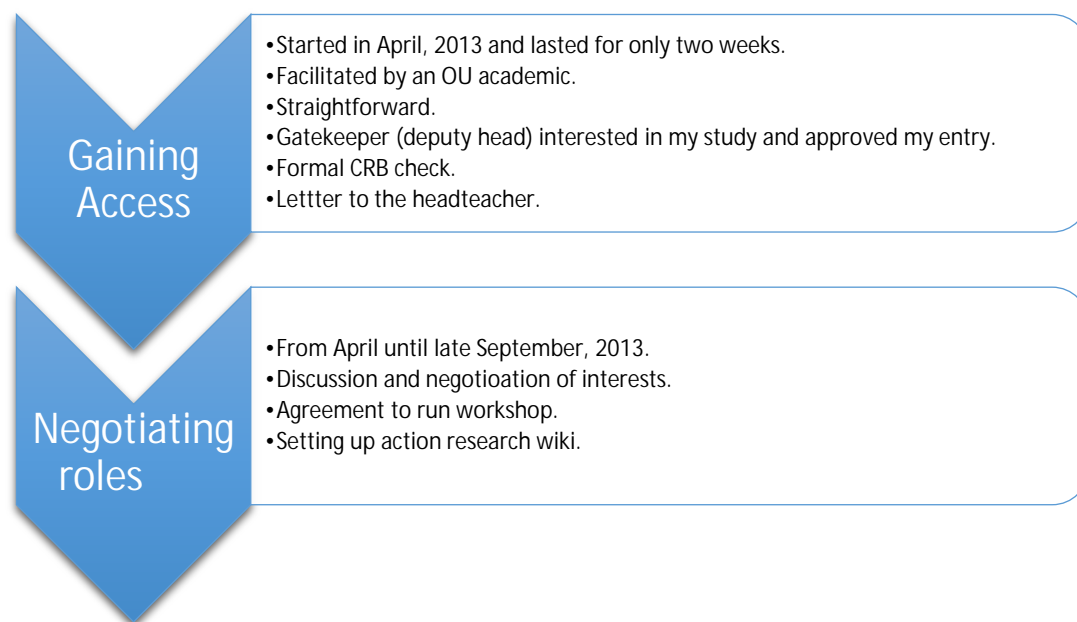 Gaining
Access
•Started in April, 2013 and lasted for only two weeks.
•Facilitated by an OU academic.
•Straightforward.
•Gatekeeper (deputy head) interested in my study and approved my entry.
•Formal CRB check.
•Lettter to the headteacher.
Negotiating
roles
•From April until late September, 2013.
•Discussion and negotioation of interests.
•Agreement to run workshop.
•Setting up action research wiki.